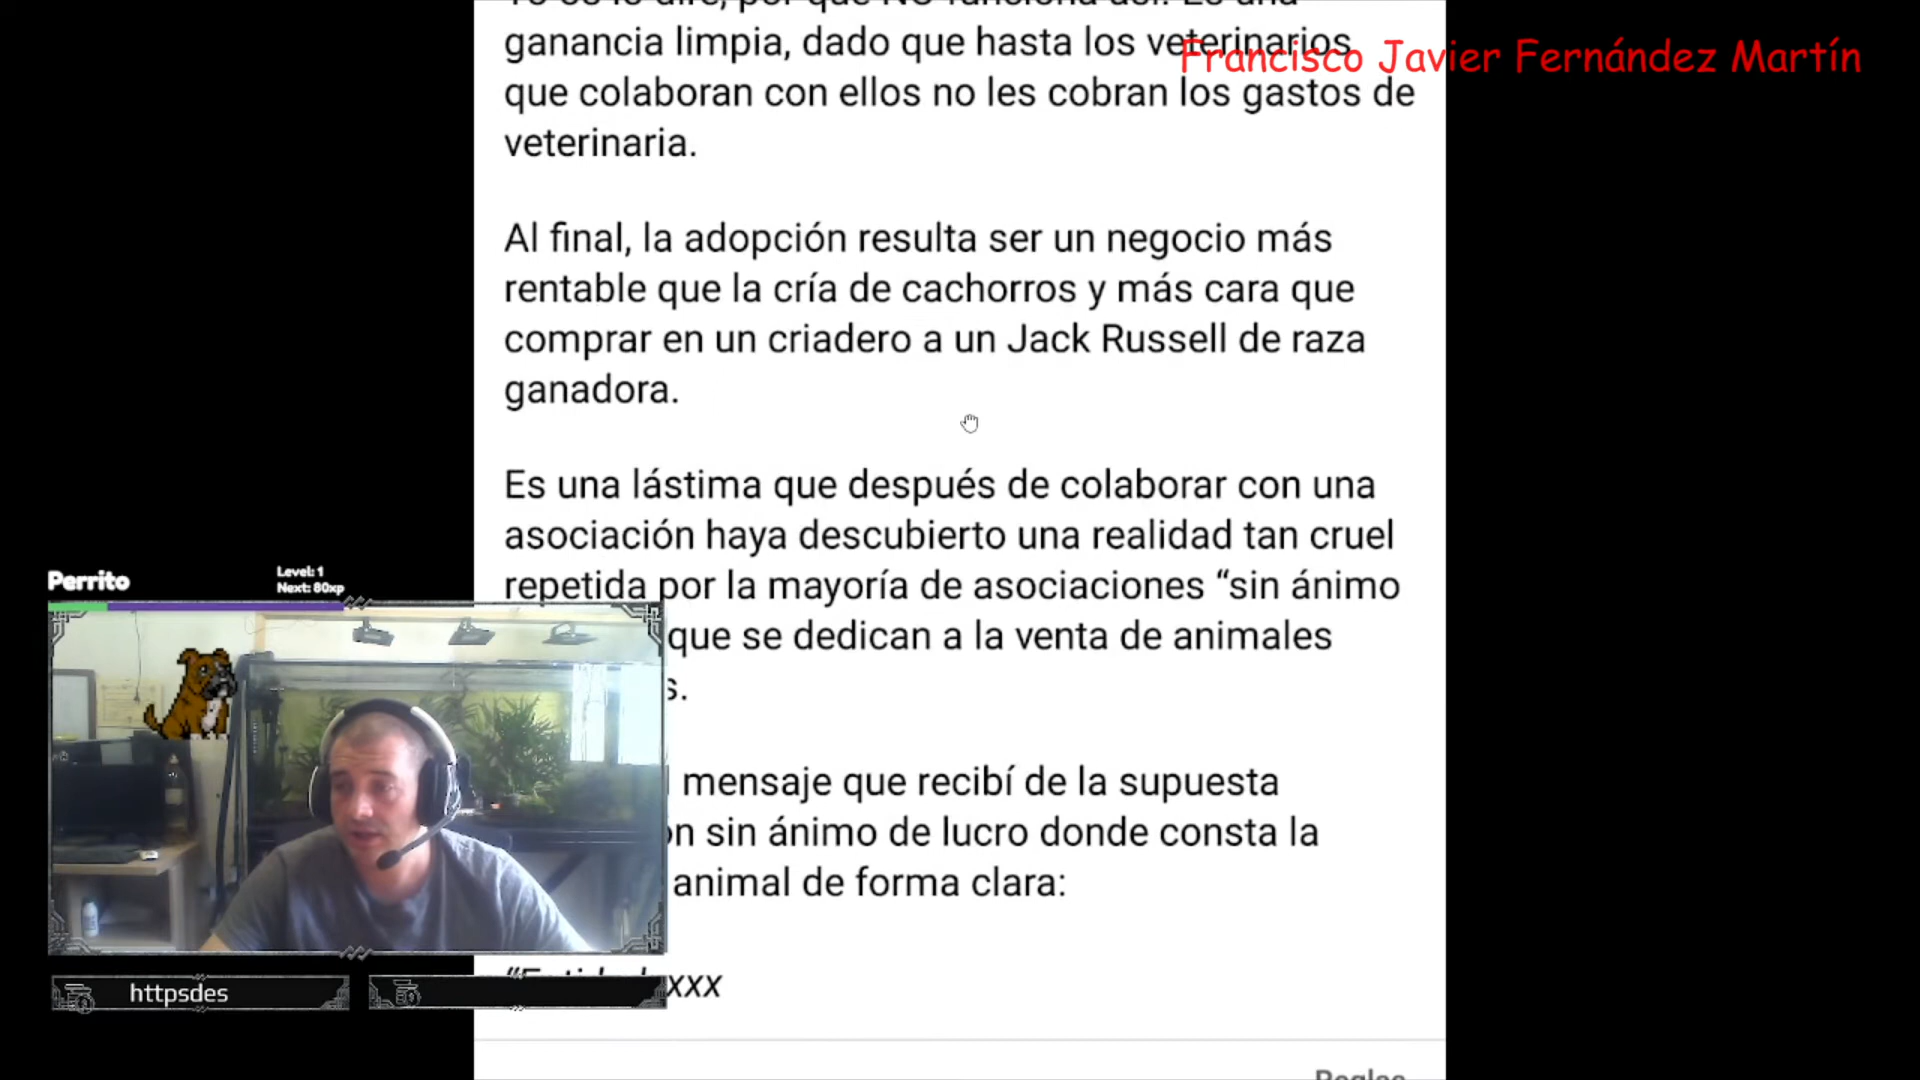 ganancia limpia, dado que hasta los veterinarios
Francisco Javier Fernández Martín
que colaboran con ellos no les cobran los gastos de
veterinaria.
Al final, la adopción resulta ser un negocio más
rentable que la cría de cachorros y más cara que
comprar en un criadero a un Jack Russell de raza
ganadora.
Es una lástima que después de colaborar con una
asociación haya descubierto una realidad tan cruel
repetida por la mayoría de asociaciones “sin ánimo
que se dedican a la venta de animales
mensaje que recibí de la supuesta
sin ánimo de lucro donde consta la
animal de forma clara:
xxx
Perrito
Level: 1
Next: 80xp
httpsdes